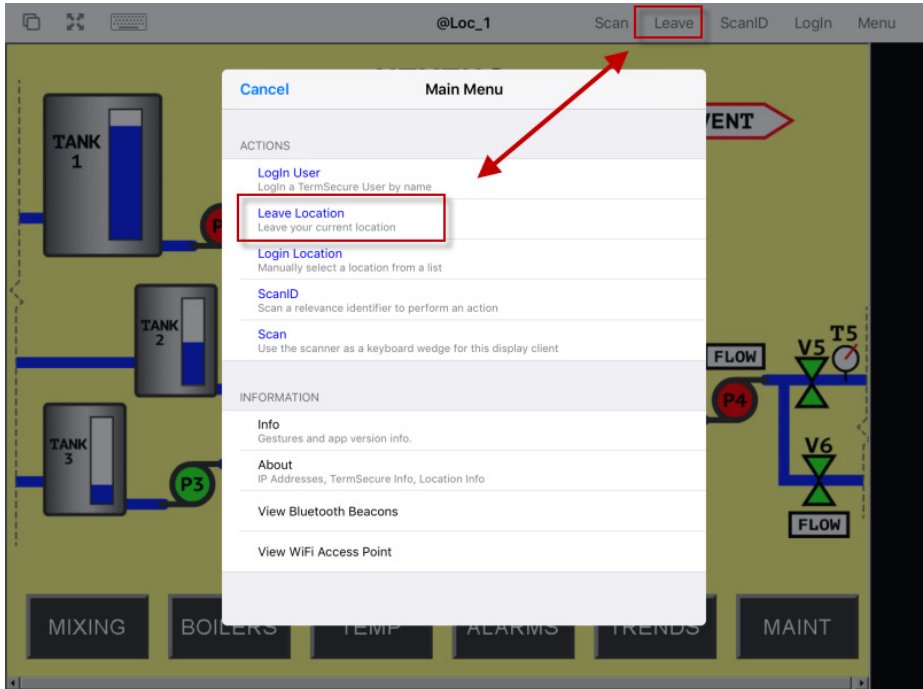 @Loc_1
Scan
Leave
ScanID
LogIn
Menu
Cancel
Main Menu
ACTIONS
LogIn User
LogIn a TermSecure User by name
Leave Location
Leave your current location
Login Location
Manually select a location from a list
ScanID
Scan a relevance identifier to perform an action
Scan
Use the scanner as a keyboard wedge for this display client
INFORMATION
Info
Gestures and app version info.
About
IP Addresses, TermSecure Info, Location Info
View Bluetooth Beacons
View WiFi Access Point
TANK
1
TANK
2
TANK
3
P3
FLOW
V5
T5
P4
V6
FLOW
MIXING
BOILERS
TEMP
ALARMS
TRENDS
MAINT